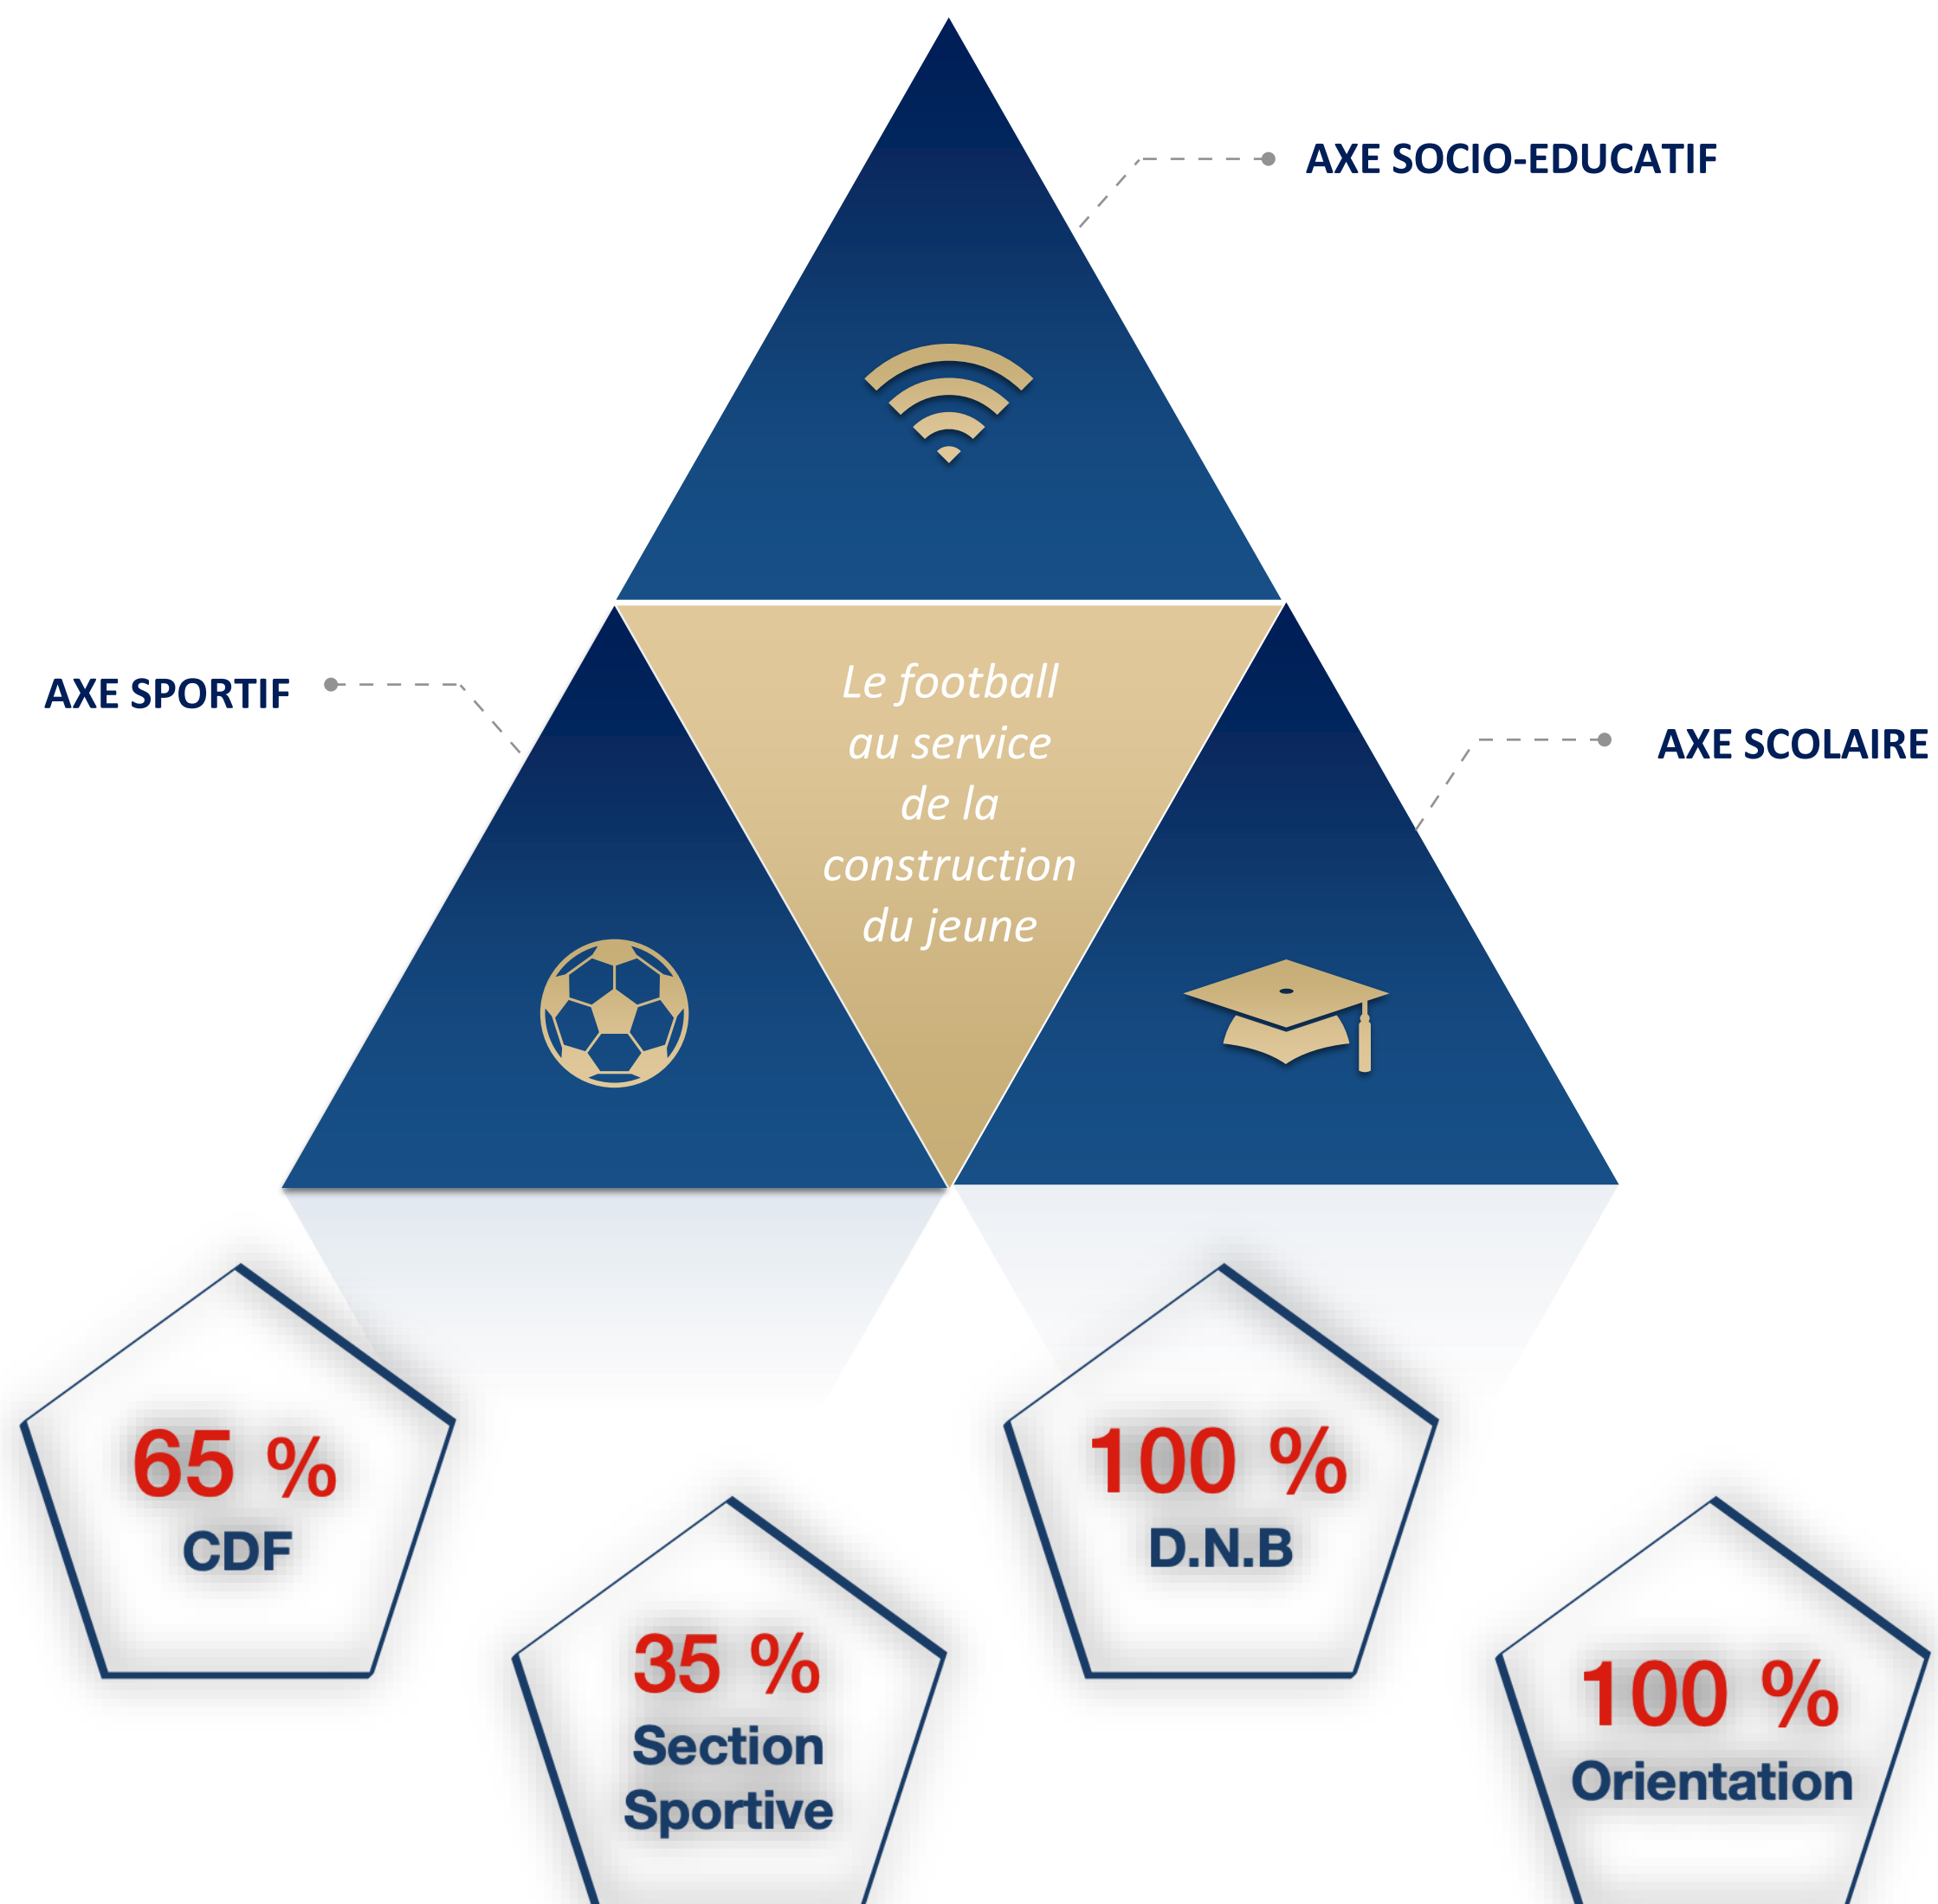 AXE SOCIO-EDUCATIF
AXE SPORTIF
Le football
au service
de la
construction
du jeune
AXE SCOLAIRE
65 %
CDF
35 %
Section
Sportive
100 %
D.N.B
100 %
Orientation